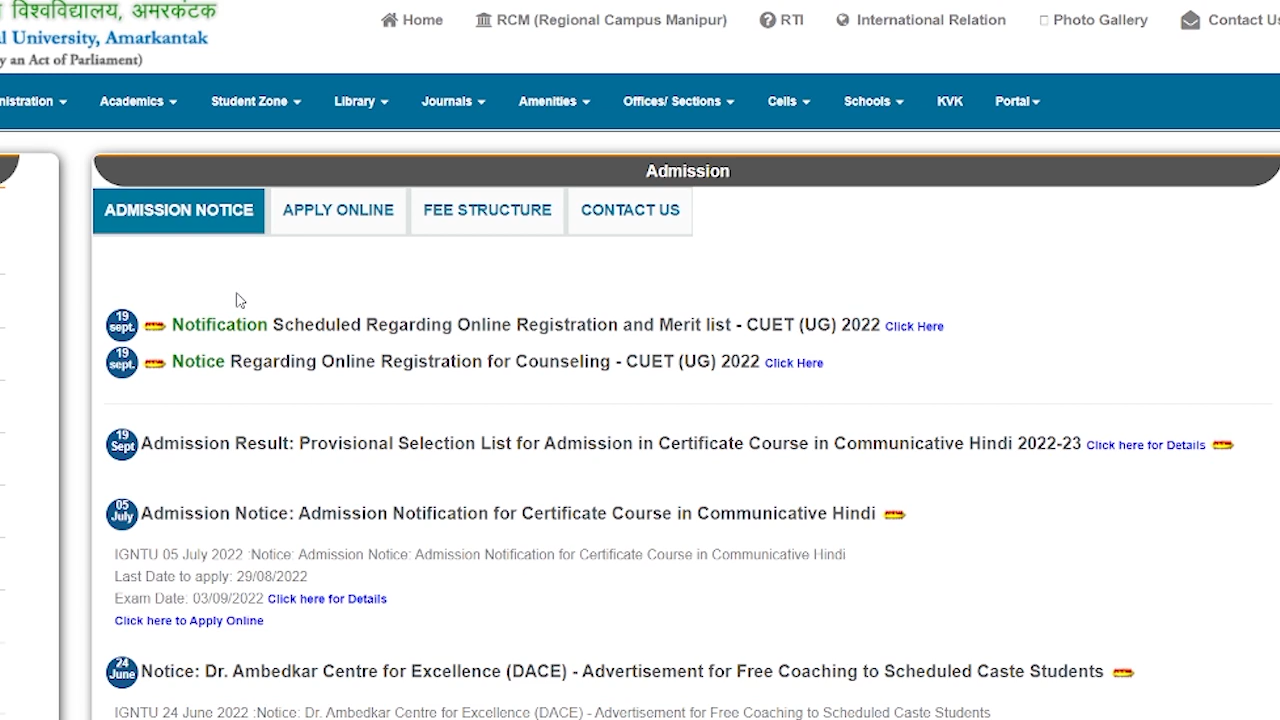 विश्वविद्यालय, अमरकंटक
University, Amarkantak
an Act of Parliament)
Home RCM (Regional Campus Manipur) RTI International Relation Photo Gallery Contact
Academics Student Zone Library Journals Amenities Offices/ Sections Cells Schools KVK Portal
Admission
ADMISSION NOTICE APPLY ONLINE FEE STRUCTURE CONTACT US
19 sept. Notification Scheduled Regarding Online Registration and Merit list - CUET (UG) 2022 Click Here
19 sept. Notice Regarding Online Registration for Counseling - CUET (UG) 2022 Click Here
19 Sept Admission Result: Provisional Selection List for Admission in Certificate Course in Communicative Hindi 2022-23 Click here for Details
05 July Admission Notice: Admission Notification for Certificate Course in Communicative Hindi
IGNTU 05 July 2022 :Notice: Admission Notice: Admission Notification for Certificate Course in Communicative Hindi
Last Date to apply: 29/08/2022
Exam Date: 03/09/2022 Click here for Details
Click here to Apply Online
24 June Notice: Dr. Ambedkar Centre for Excellence (DACE) - Advertisement for Free Coaching to Scheduled Caste Students
IGNTU 24 June 2022 :Notice: Dr. Ambedkar Centre for Excellence (DACE) - Advertisement for Free Coaching to Scheduled Caste Students